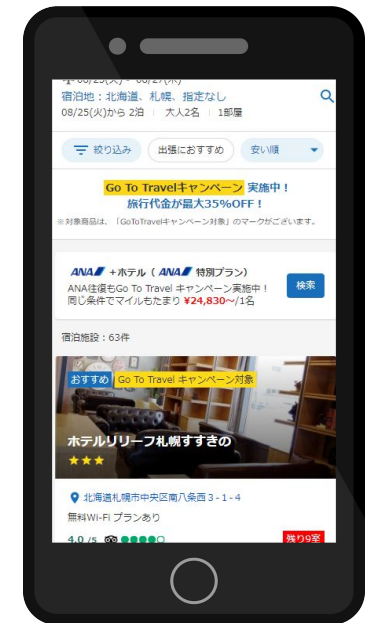 宿泊地：北海道、札幌、指定なし
08/25(火)から 2泊 | 大人2名 | 1部屋
絞り込み 出張におすすめ 安い順
Go To Travelキャンペーン 実施中！
旅行代金が最大35%OFF！
※対象商品は、「GoToTravelキャンペーン対象」のマークがございます。
ANA +ホテル（ ANA 特別プラン）
ANA往復もGo To Travel キャンペーン実施中！
同じ条件でマイルもたまり ¥24,830～/1名
検索
宿泊施設：63件
おすすめ Go To Travel キャンペーン対象
ホテルリリーフ札幌すすきの
★★★
北海道札幌市中央区南八条西３-１-４
無料Wi-Fi プランあり
4.0 /5 残り9室